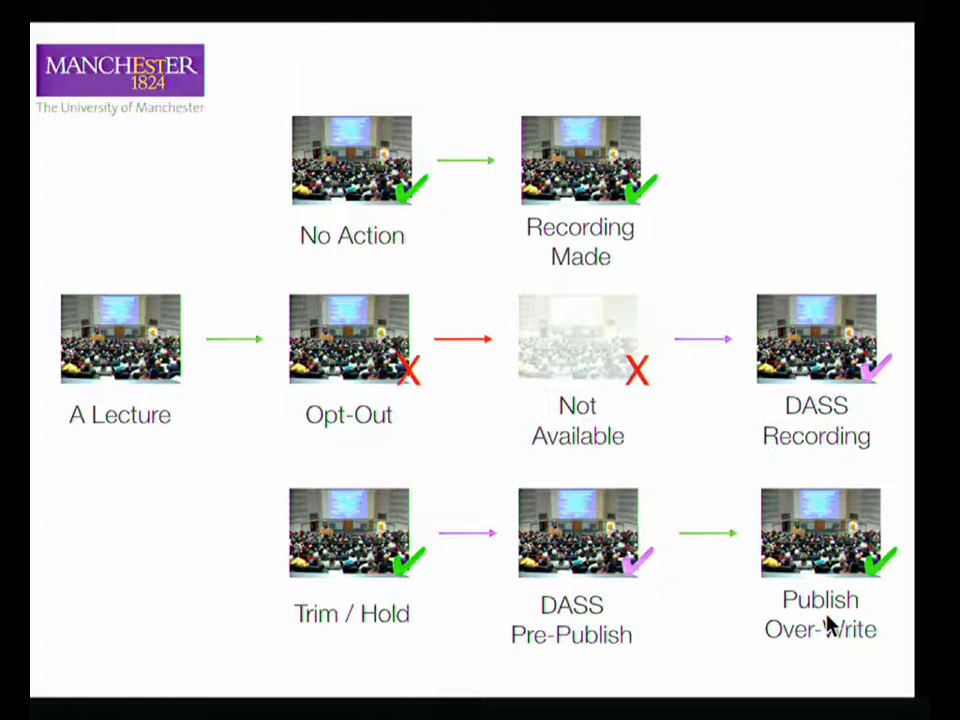 MANCHESTER
1824
The University of Manchester
No Action
Recording
Made
A Lecture
Opt-Out
Not
Available
DASS
Recording
Trim / Hold
DASS
Pre-Publish
Publish
Over-Write